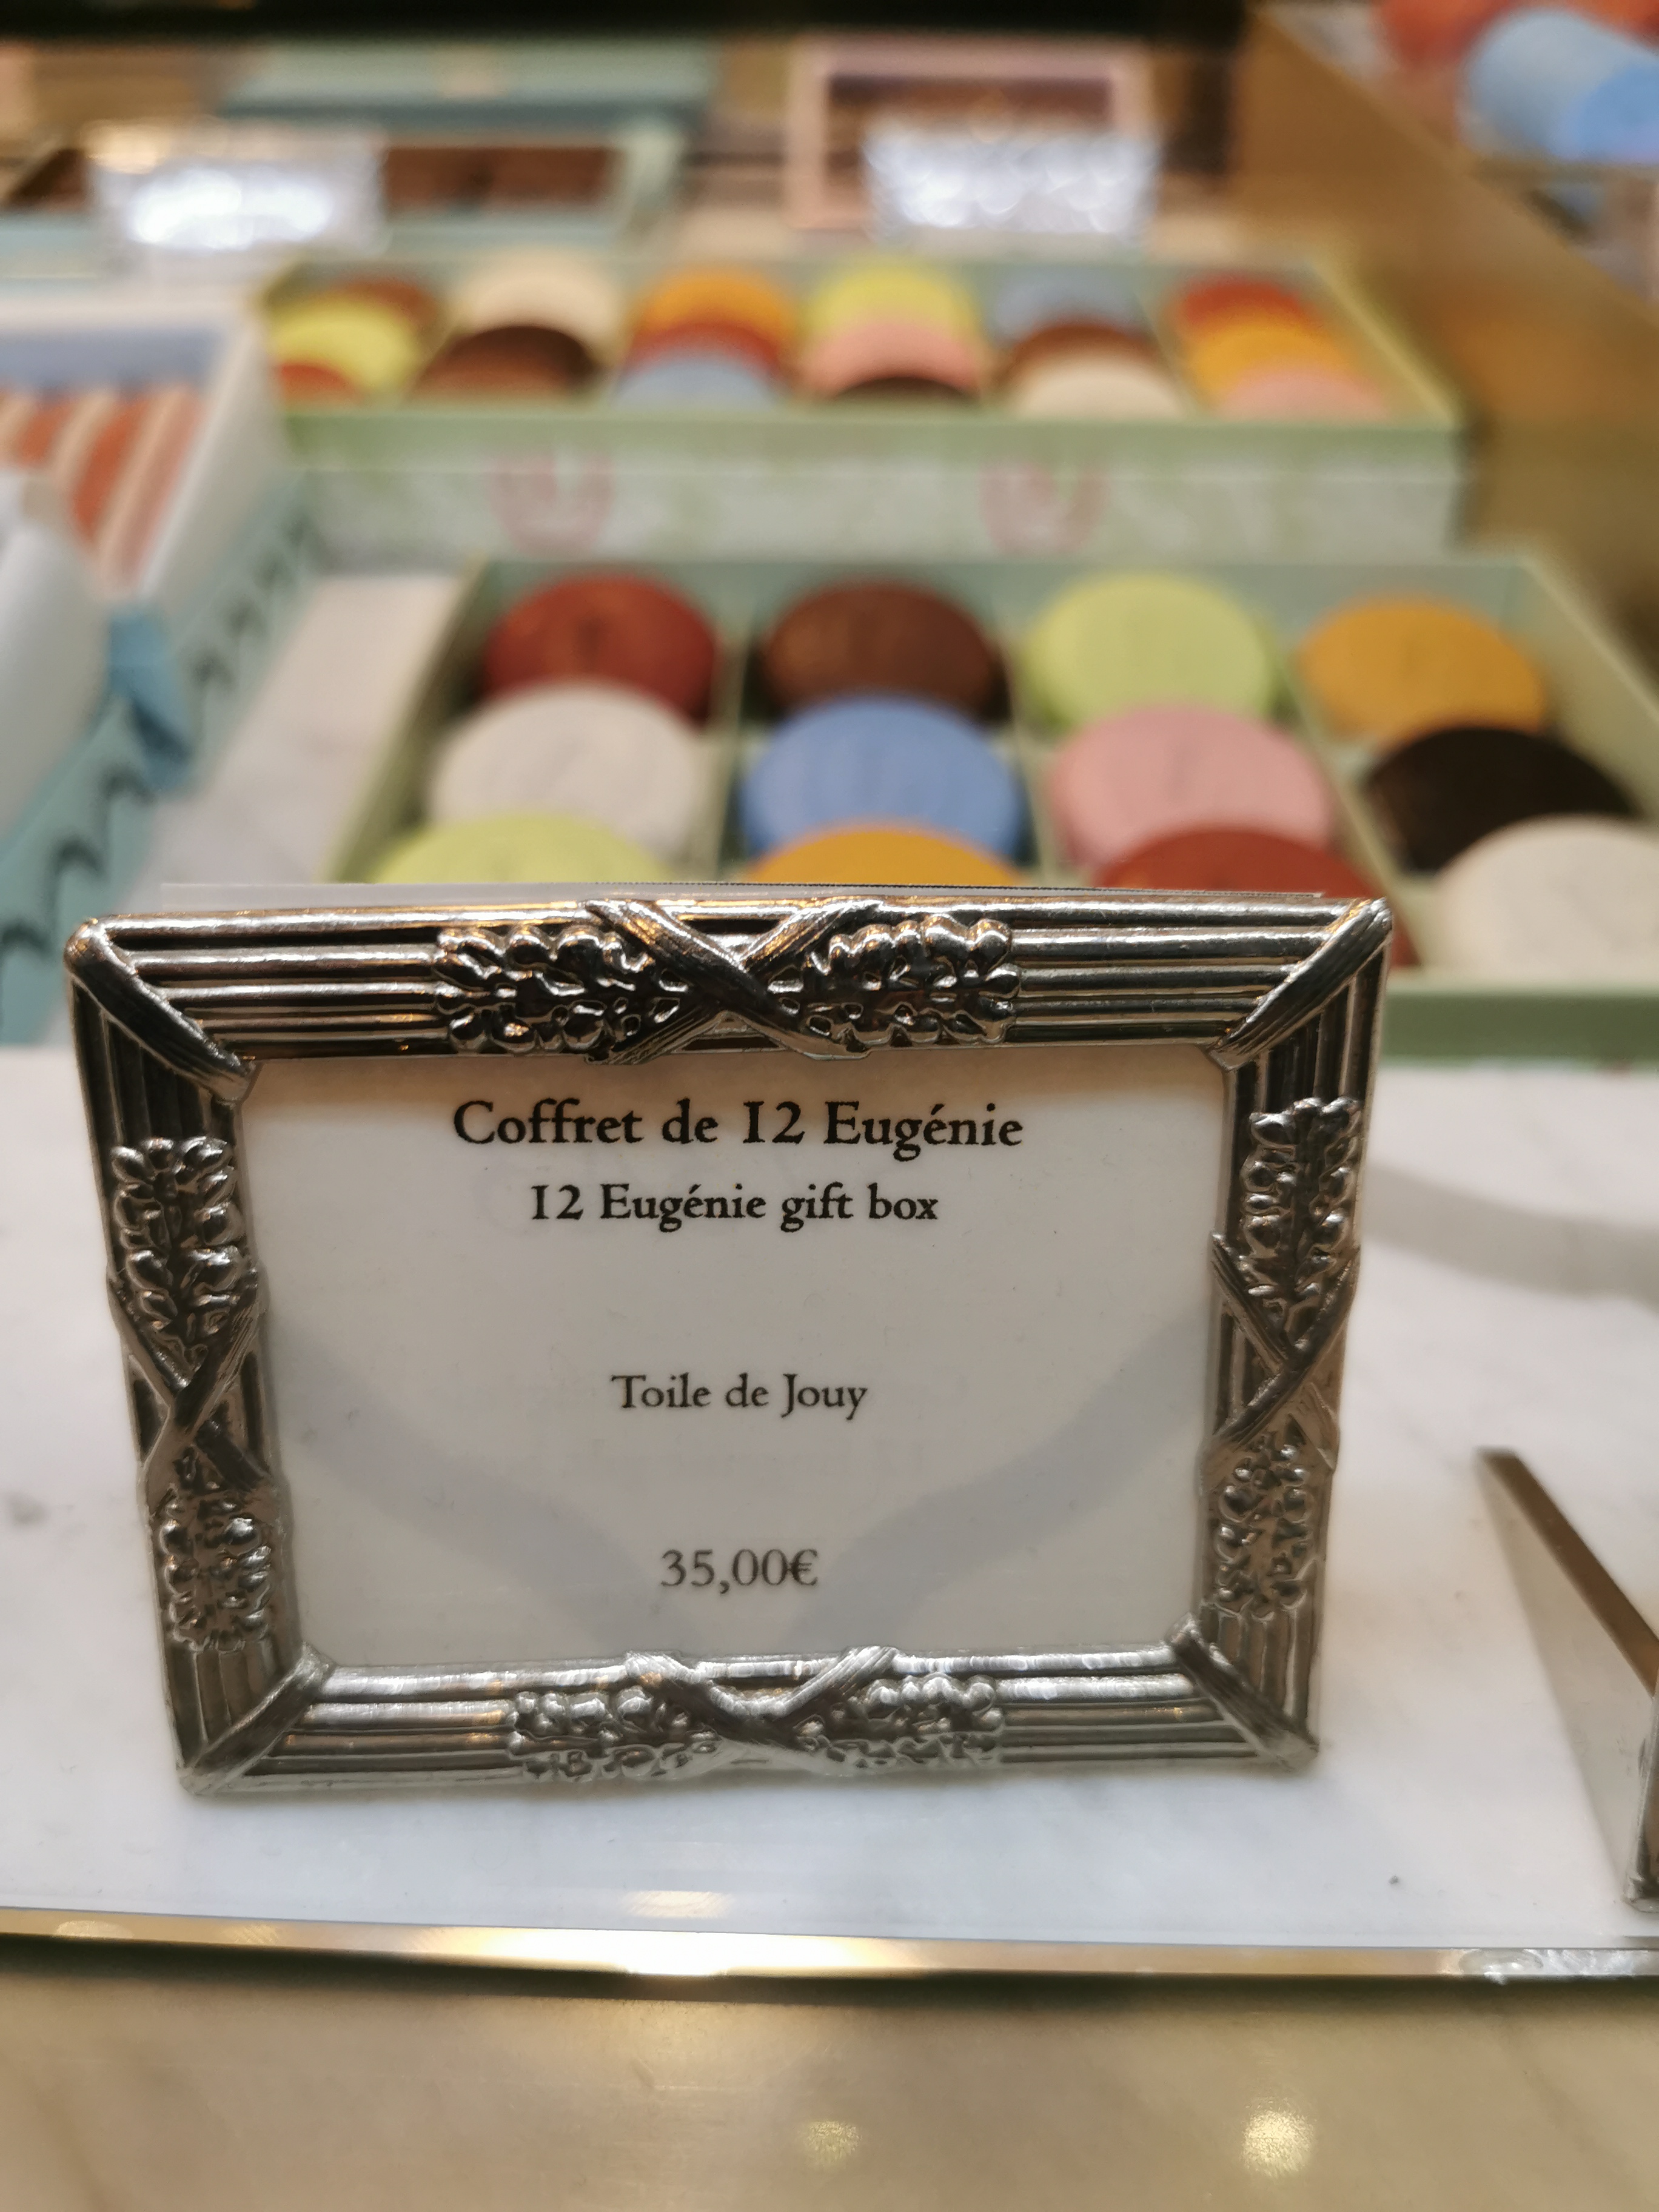 Coffret de 12 Eugénie
12 Eugénie gift box
Toile de Jouy
35,00€